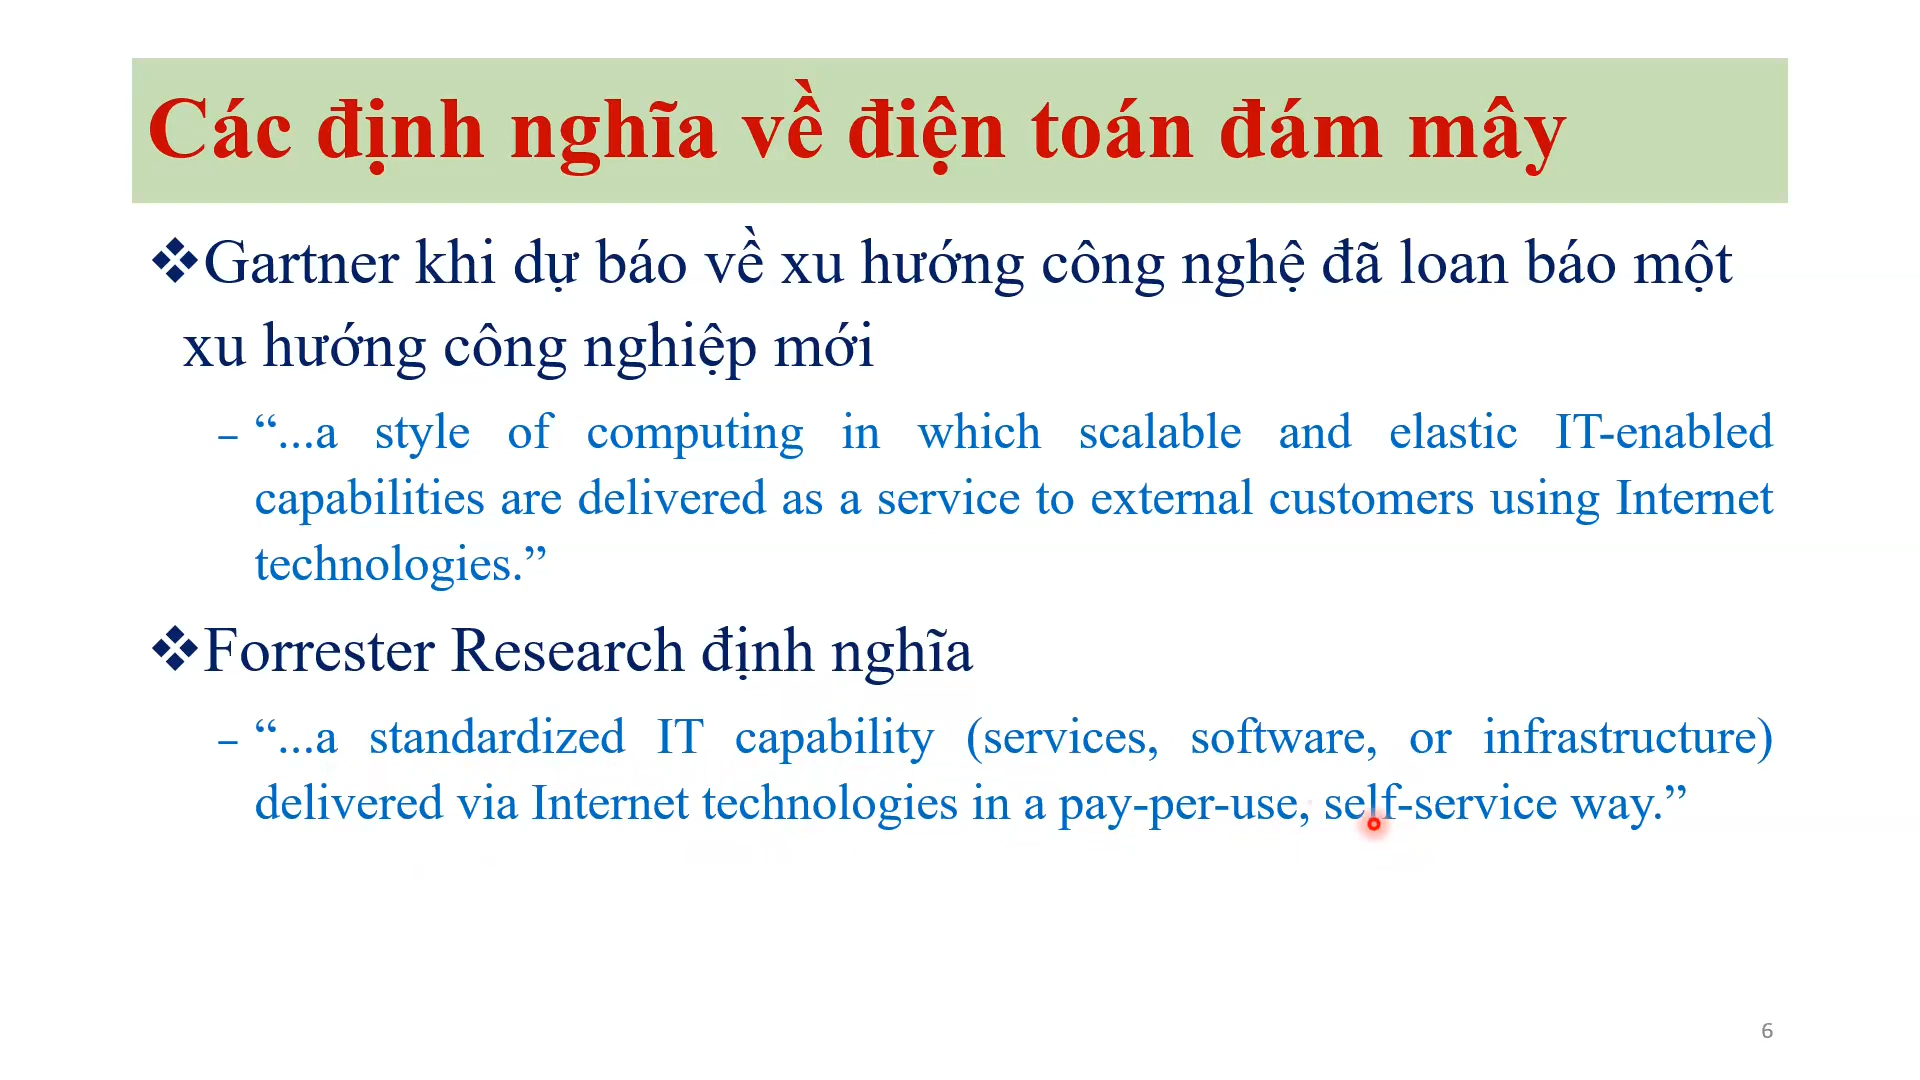 Các định nghĩa về điện toán đám mây
❖Gartner khi dự báo về xu hướng công nghệ đã loan báo một
xu hướng công nghiệp mới
– “...a style of computing in which scalable and elastic IT-enabled
capabilities are delivered as a service to external customers using Internet
technologies.”
❖Forrester Research định nghĩa
– “...a standardized IT capability (services, software, or infrastructure)
delivered via Internet technologies in a pay-per-use, self-service way.”
6